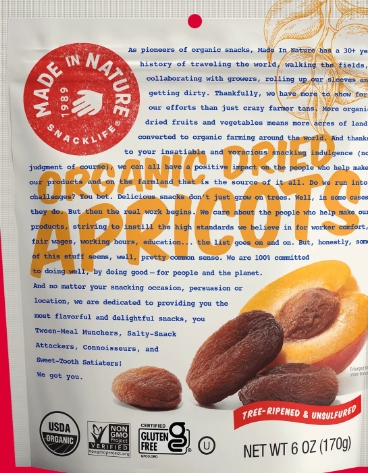 MADE IN NATURE
1989
SNACKLIFE
As pioneers of organic snacks, Made In Nature has a 30+ ye
history of traveling the world, walking the fields,
collaborating with growers, rolling up our sleeves an
getting dirty. Thankfully, we have more to show for
our efforts than just crazy farmer tans. More organic
dried fruits and vegetables means more acres of land
converted to organic farming around the world. And thanks
to your insatiable and voracious snacking indulgence (no
judgment of course), we can all have a positive impact on the people who help make
our products and the farmland that is the source of it all. Do we run into
challenges? You bet. Delicious snacks don't just grow on trees. Well, in our case
they do. But then the real work begins. We care about the people who help make our
products, striving to instill the high standards we believe in for worker comfort,
fair wages, working hours, education... the list goes on and on. But, honestly, some
of this stuff seems, well, pretty common sense. We are 100% committed
to doing well, by doing good—for people and the planet.
And no matter your snacking occasion, persuasion or
location, we are dedicated to providing you the
most flavorful and delightful snacks, you
Tween-Meal Munchers, Salty-Snack
Attackers, Connoisseurs, and
Sweet-Tooth Satiaters!
We got you.
ORGANIC DRIED
APRICOTS
TREE-RIPENED & UNSULFURED
USDA
ORGANIC
NON
GMO
Project
VERIFIED
nongmoproject.org
CERTIFIED
GLUTEN
FREE
GFCO.ORG
U
NET WT 6 OZ (170g)